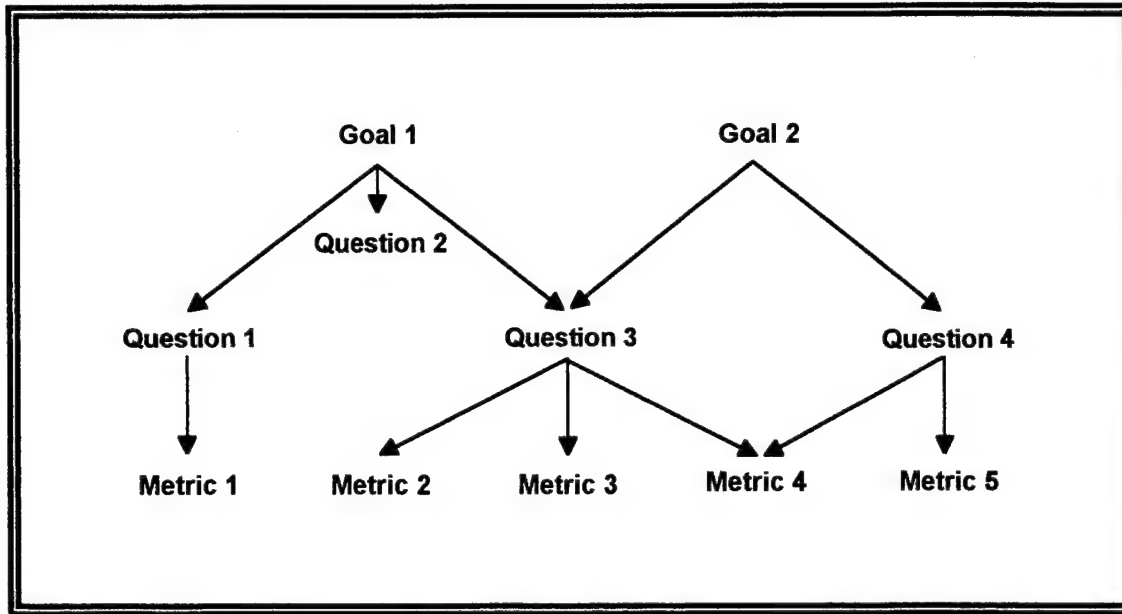 Goal 1 Goal 2
Question 2
Question 1 Question 3 Question 4
Metric 1 Metric 2 Metric 3 Metric 4 Metric 5